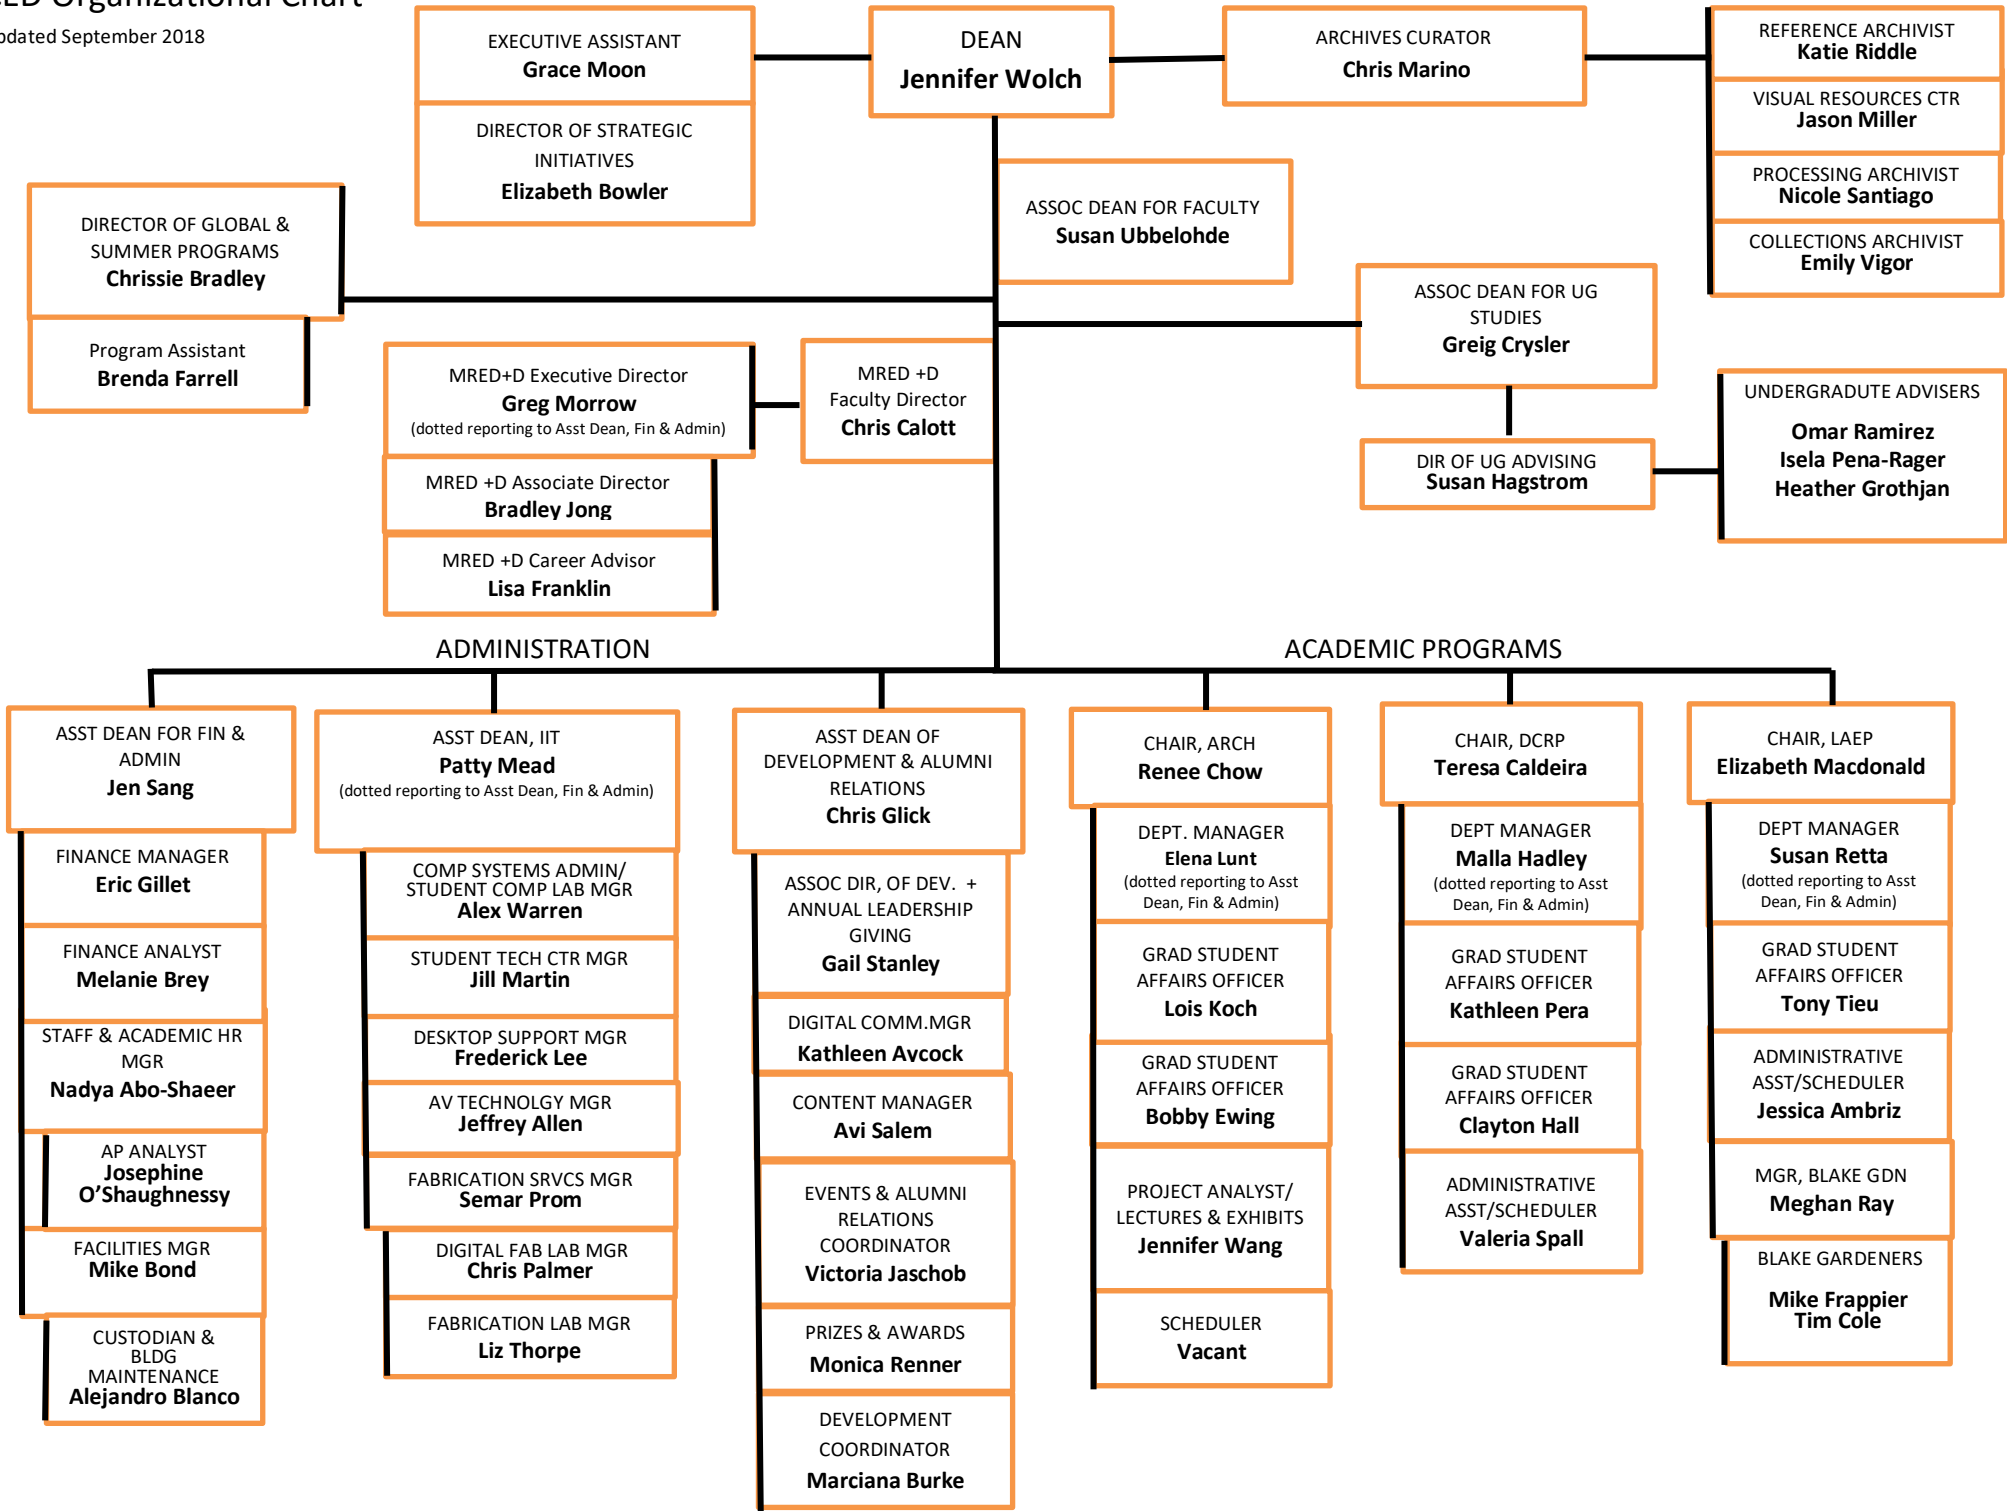 Organizational Chart
updated September 2018
EXECUTIVE ASSISTANT
Grace Moon
DIRECTOR OF STRATEGIC
INITIATIVES
Elizabeth Bowler
DEAN
Jennifer Wolch
ARCHIVES CURATOR
Chris Marino
REFERENCE ARCHIVIST
Katie Riddle
VISUAL RESOURCES CTR
Jason Miller
PROCESSING ARCHIVIST
Nicole Santiago
COLLECTIONS ARCHIVIST
Emily Vigor
ASSOC DEAN FOR FACULTY
Susan Ubbelohde
DIRECTOR OF GLOBAL &
SUMMER PROGRAMS
Chrissie Bradley
Program Assistant
Brenda Farrell
ASSOC DEAN FOR UG
STUDIES
Greig Crysler
DIR OF UG ADVISING
Susan Hagstrom
UNDERGRADUTE ADVISERS
Omar Ramirez
Isela Pena-Rager
Heather Grothjan
MRED+D Executive Director
Greg Morrow
(dotted reporting to Asst Dean, Fin & Admin)
MRED +D
Faculty Director
Chris Calott
MRED +D Associate Director
Bradley Jong
MRED +D Career Advisor
Lisa Franklin
ADMINISTRATION
ACADEMIC PROGRAMS
ASST DEAN FOR FIN &
ADMIN
Jen Sang
FINANCE MANAGER
Eric Gillet
FINANCE ANALYST
Melanie Brey
STAFF & ACADEMIC HR
MGR
Nadya Abo-Shaeer
AP ANALYST
Josephine
O’Shaughnessy
FACILITIES MGR
Mike Bond
CUSTODIAN &
BLDG
MAINTENANCE
Alejandro Blanco
ASST DEAN, IIT
Patty Mead
(dotted reporting to Asst Dean, Fin & Admin)
COMP SYSTEMS ADMIN/
STUDENT COMP LAB MGR
Alex Warren
STUDENT TECH CTR MGR
Jill Martin
DESKTOP SUPPORT MGR
Frederick Lee
AV TECHNOLGY MGR
Jeffrey Allen
FABRICATION SRVCS MGR
Semar Prom
DIGITAL FAB LAB MGR
Chris Palmer
FABRICATION LAB MGR
Liz Thorpe
ASST DEAN OF
DEVELOPMENT & ALUMNI
RELATIONS
Chris Glick
ASSOC DIR, OF DEV. +
ANNUAL LEADERSHIP
GIVING
Gail Stanley
DIGITAL COMM.MGR
Kathleen Avcock
CONTENT MANAGER
Avi Salem
EVENTS & ALUMNI
RELATIONS
COORDINATOR
Victoria Jaschob
PRIZES & AWARDS
Monica Renner
DEVELOPMENT
COORDINATOR
Marciana Burke
CHAIR, ARCH
Renee Chow
DEPT. MANAGER
Elena Lunt
(dotted reporting to Asst
Dean, Fin & Admin)
GRAD STUDENT
AFFAIRS OFFICER
Lois Koch
GRAD STUDENT
AFFAIRS OFFICER
Bobby Ewing
PROJECT ANALYST/
LECTURES & EXHIBITS
Jennifer Wang
SCHEDULER
Vacant
CHAIR, DCRP
Teresa Caldeira
DEPT MANAGER
Malla Hadley
(dotted reporting to Asst
Dean, Fin & Admin)
GRAD STUDENT
AFFAIRS OFFICER
Kathleen Pera
GRAD STUDENT
AFFAIRS OFFICER
Clayton Hall
ADMINISTRATIVE
ASST/SCHEDULER
Valeria Spall
CHAIR, LAEP
Elizabeth Macdonald
DEPT MANAGER
Susan Retta
(dotted reporting to Asst
Dean, Fin & Admin)
GRAD STUDENT
AFFAIRS OFFICER
Tony Tieu
ADMINISTRATIVE
ASST/SCHEDULER
Jessica Ambriz
MGR, BLAKE GDN
Meghan Ray
BLAKE GARDENERS
Mike Frappier
Tim Cole